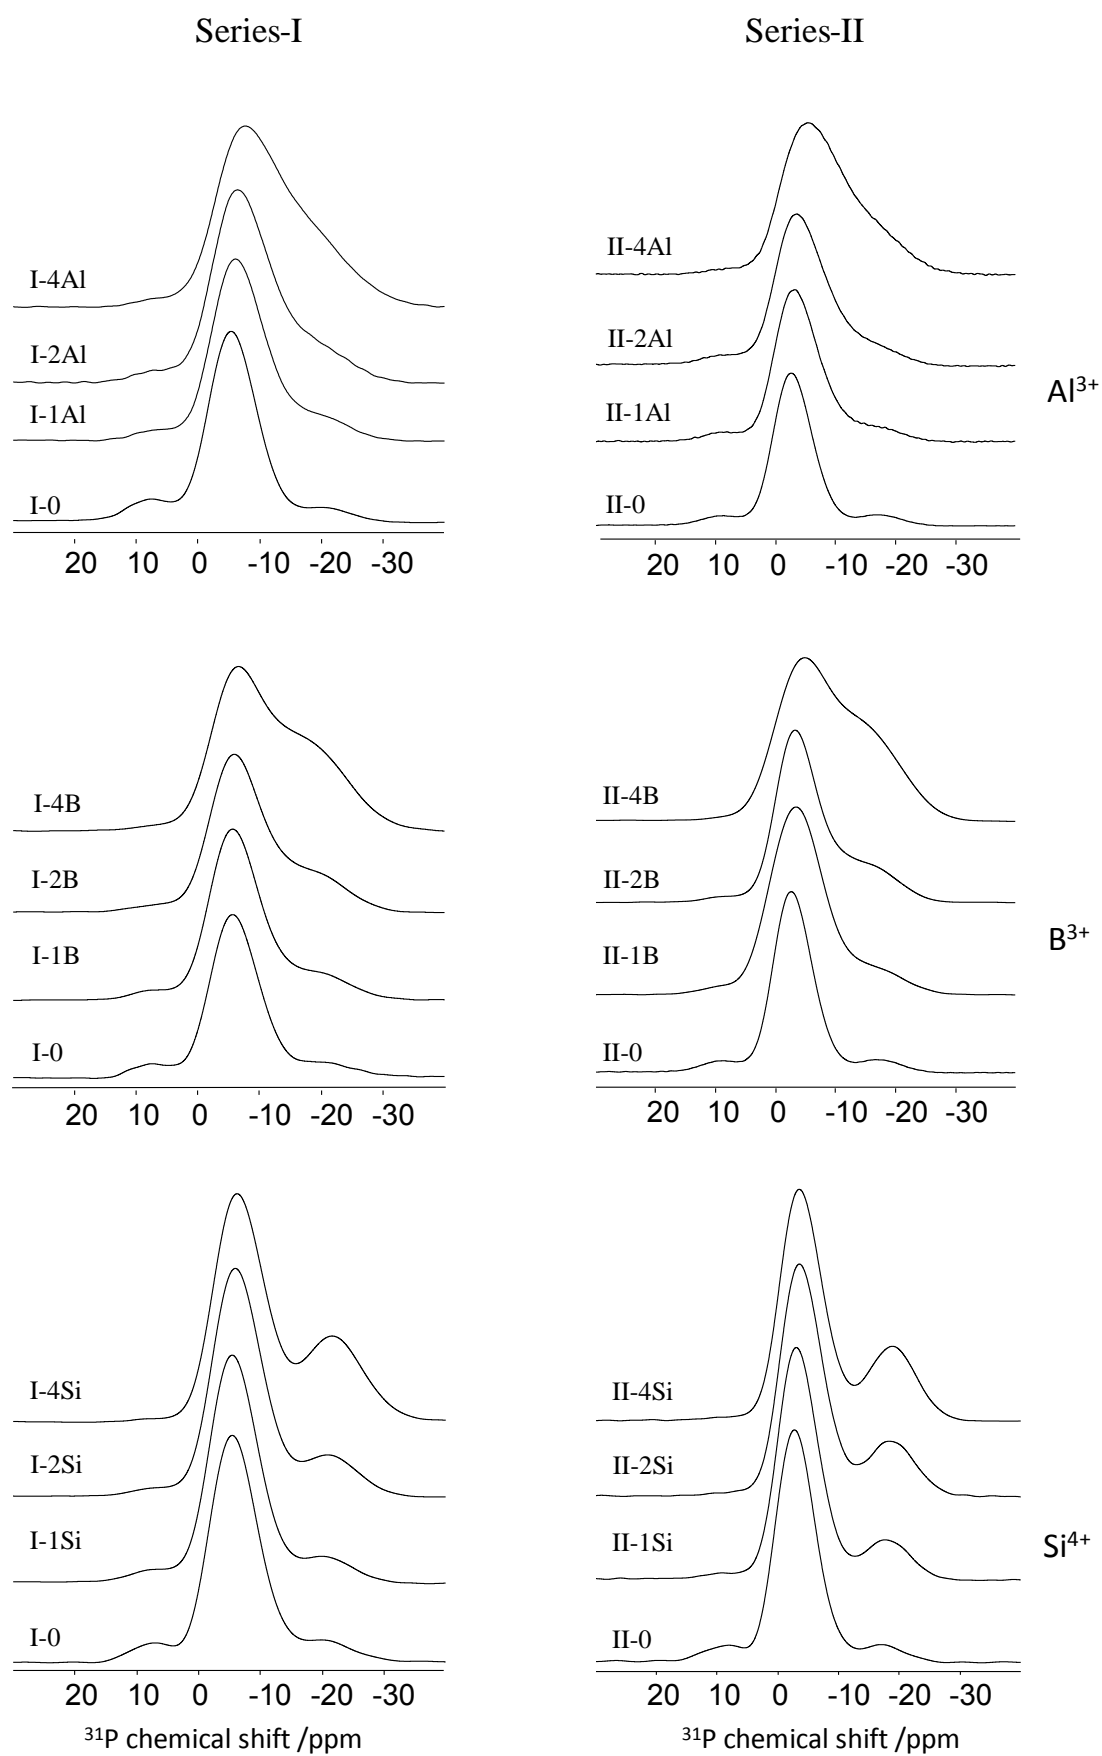 Series-I Series-II
I-4Al
I-2Al
I-1Al
I-0
20 10 0 -10 -20 -30
II-4Al
II-2Al
II-1Al
II-0
20 10 0 -10 -20 -30
Al³⁺
I-4B
I-2B
I-1B
I-0
20 10 0 -10 -20 -30
II-4B
II-2B
II-1B
II-0
20 10 0 -10 -20 -30
B³⁺
I-4Si
I-2Si
I-1Si
I-0
20 10 0 -10 -20 -30
³¹P chemical shift /ppm
II-4Si
II-2Si
II-1Si
II-0
20 10 0 -10 -20 -30
³¹P chemical shift /ppm
Si⁴⁺